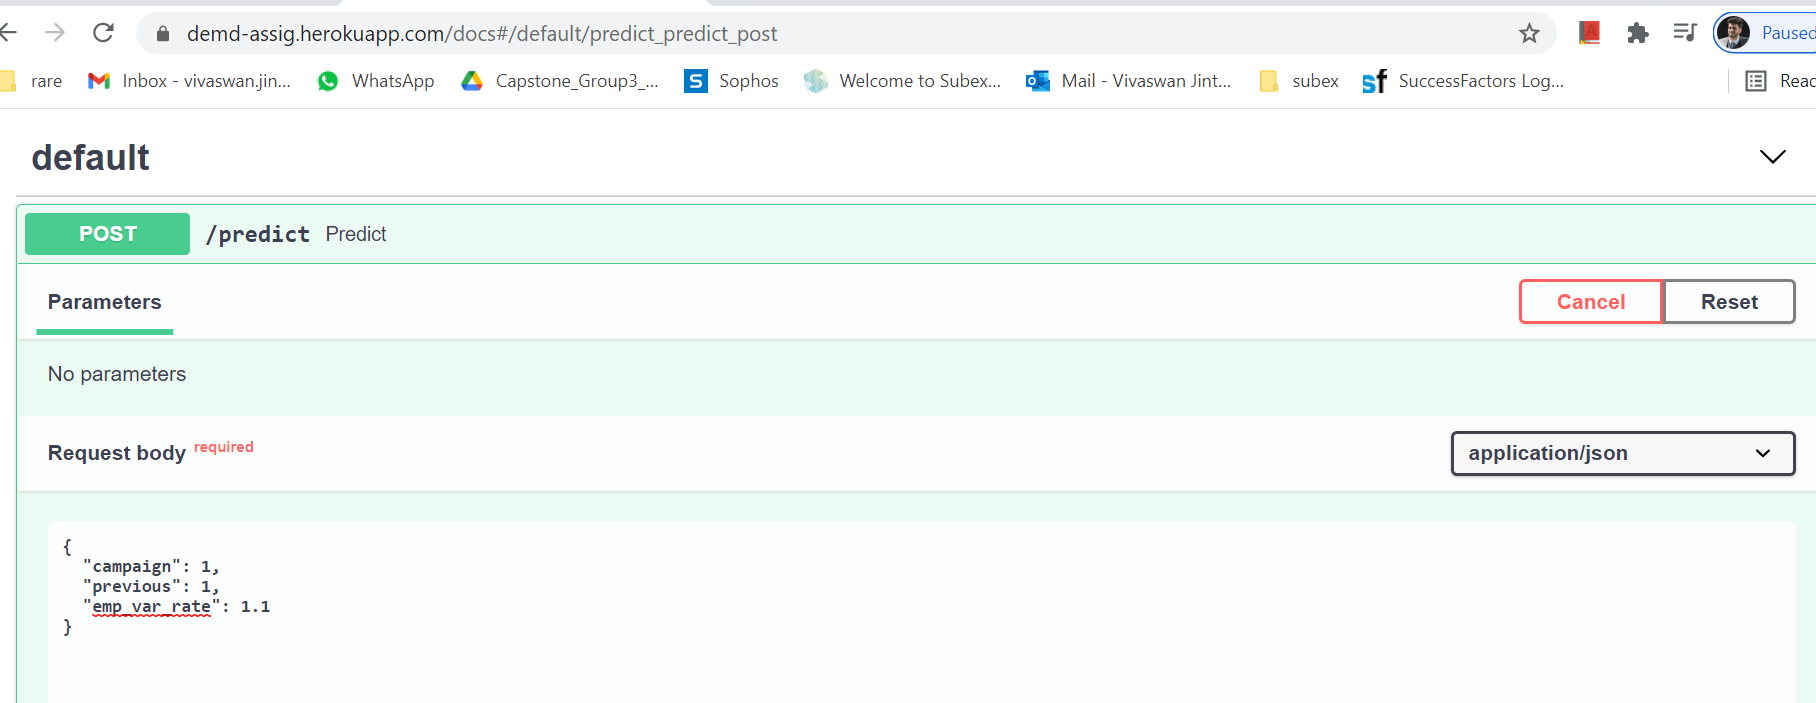 demd-assig.herokuapp.com/docs#/default/predict_predict_post
Paused
rare
Inbox - vivaswan.jin...
WhatsApp
Capstone_Group3_...
S
Sophos
Welcome to Subex...
Mail - Vivaswan Jint...
subex
sf
SuccessFactors Log...
Reac
default
POST
/predict
Predict
Parameters
Cancel
Reset
No parameters
Request body
required
application/json
{
"campaign": 1,
"previous": 1,
"emp_var_rate": 1.1
}